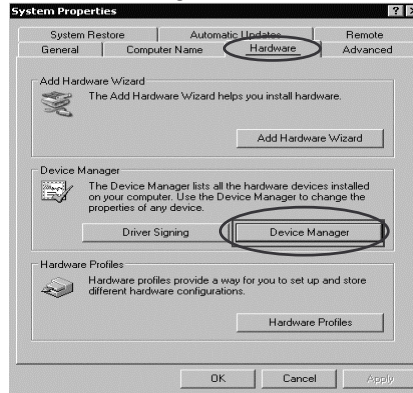 System Properties
System Restore Automatic Updates Remote
General Computer Name Hardware Advanced
Add Hardware Wizard
The Add Hardware Wizard helps you install hardware.
Add Hardware Wizard
Device Manager
The Device Manager lists all the hardware devices installed
on your computer. Use the Device Manager to change the
properties of any device.
Driver Signing Device Manager
Hardware Profiles
Hardware profiles provide a way for you to set up and store
different hardware configurations.
Hardware Profiles
OK Cancel Apply